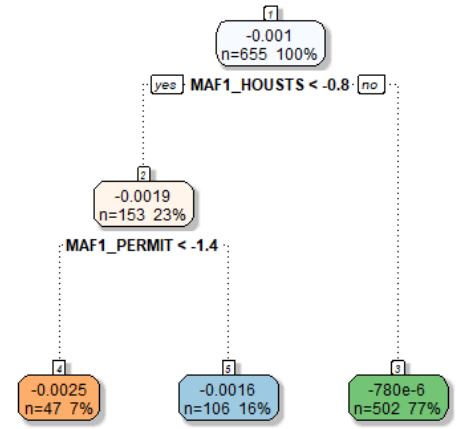 1
-0.001
n=655 100%
yes MAF1_HOUSTS < -0.8 no
2
-0.0019
n=153 23%
MAF1_PERMIT < -1.4
4
-0.0025
n=47 7%
5
-0.0016
n=106 16%
3
-780e-6
n=502 77%